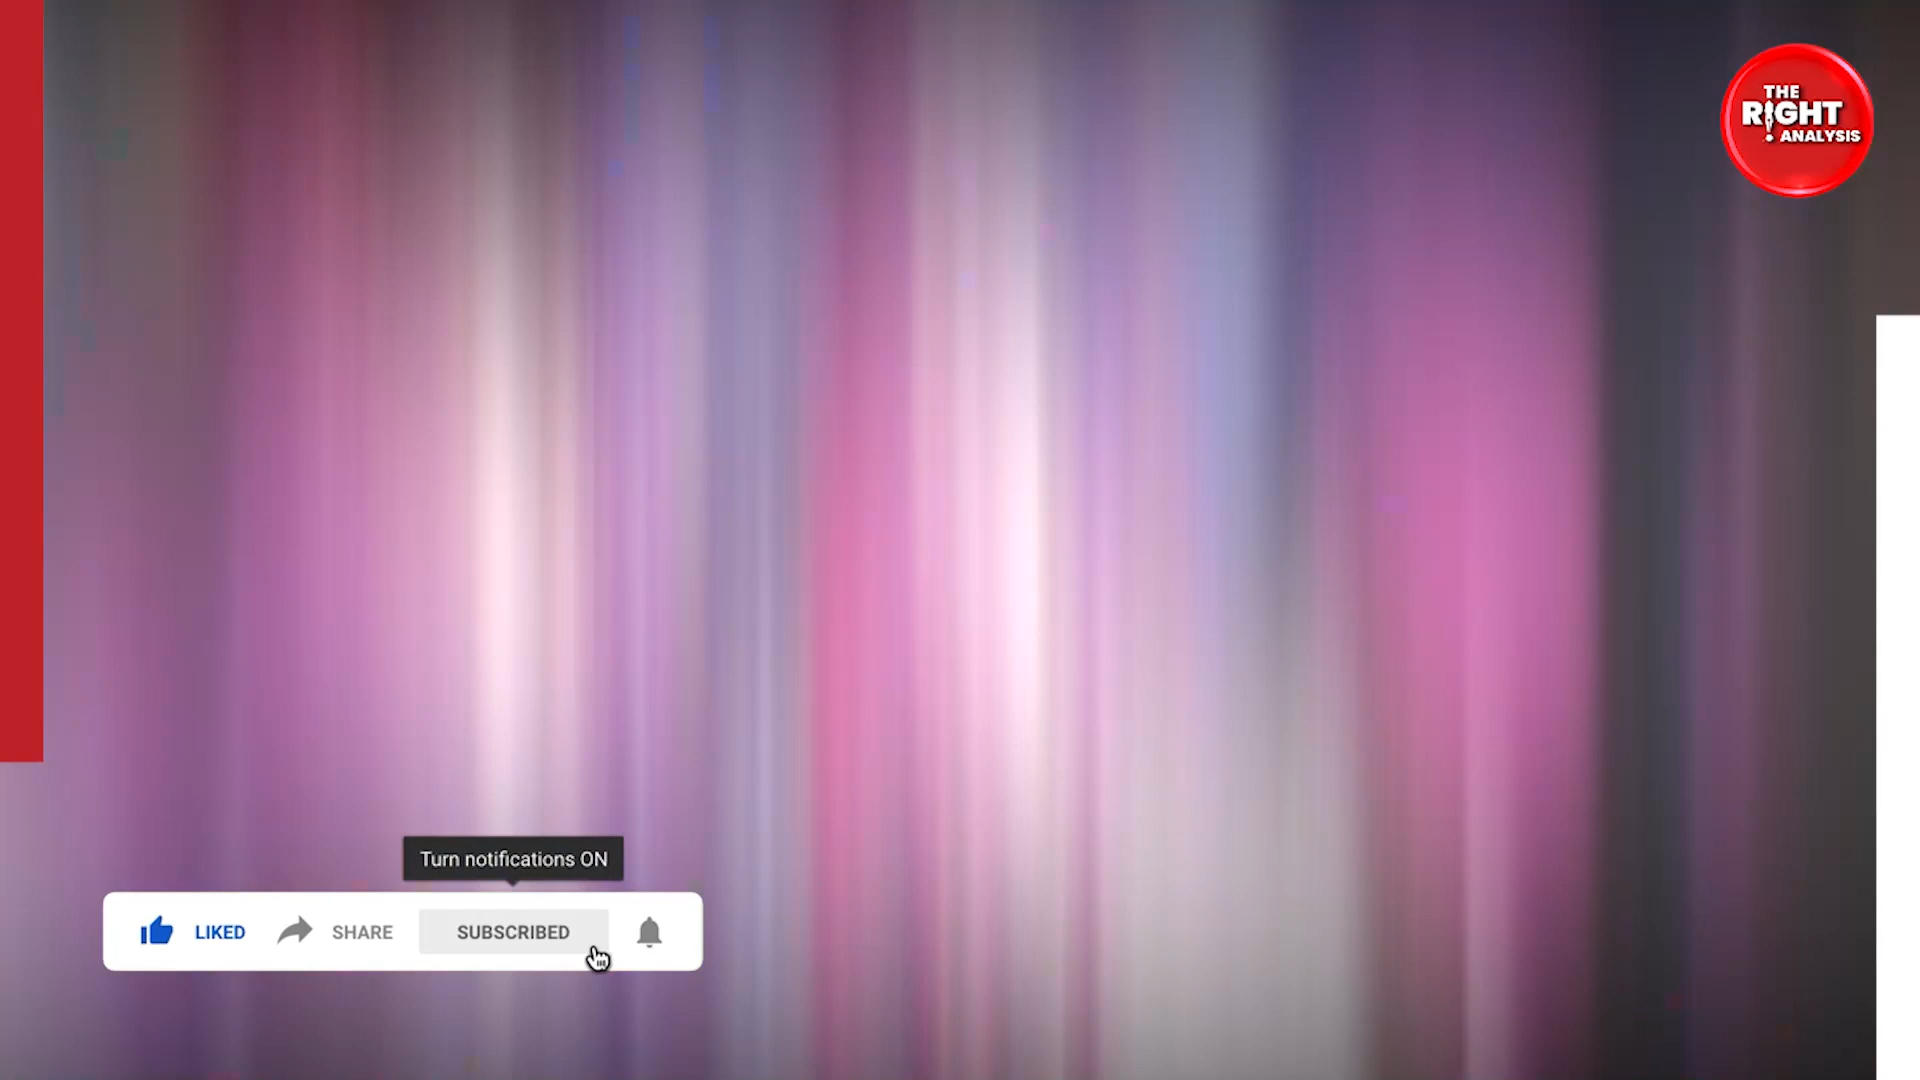 THE
RIGHT
ANALYSIS
Turn notifications ON
LIKED SHARE SUBSCRIBED